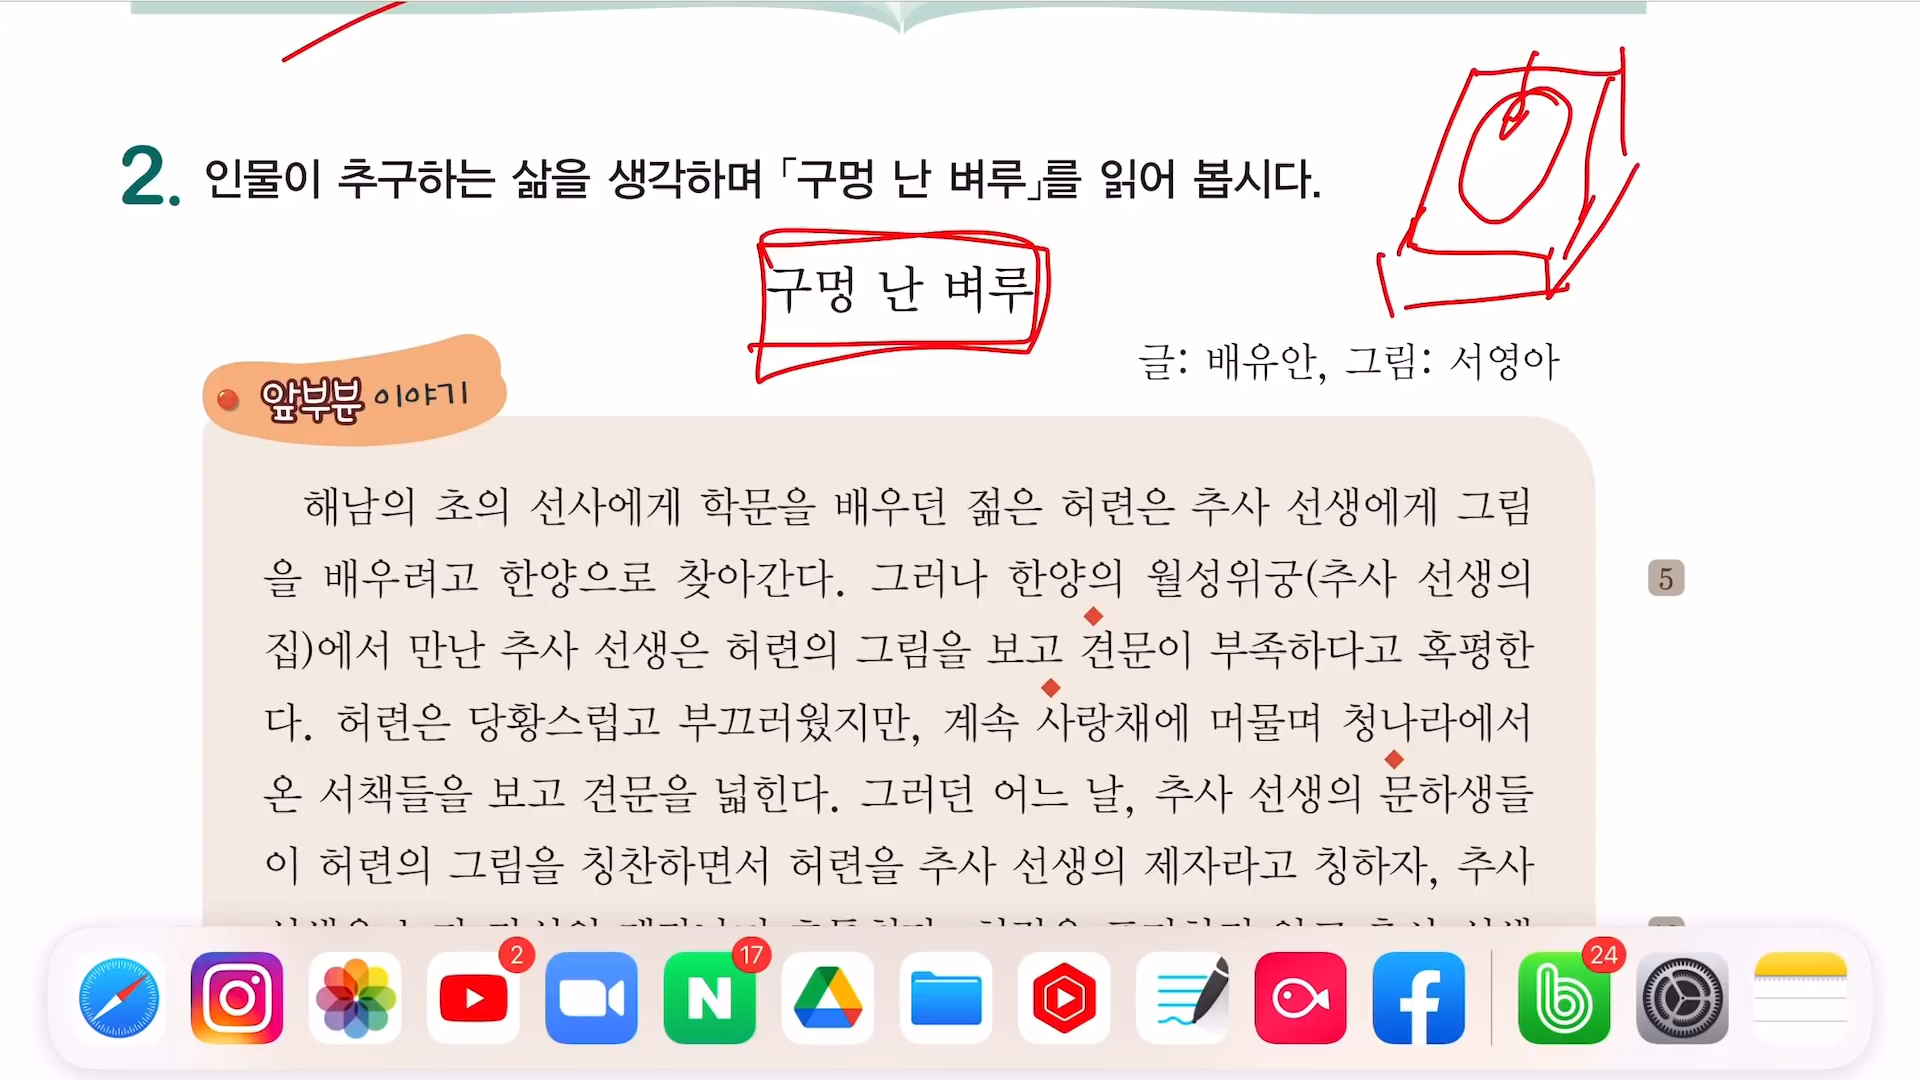 2. 인물이 추구하는 삶을 생각하며 「구멍 난 벼루」를 읽어 봅시다.
구멍 난 벼루
글: 배유안, 그림: 서영아
앞부분 이야기
해남의 초의 선사에게 학문을 배우던 젊은 허련은 추사 선생에게 그림
을 배우려고 한양으로 찾아간다. 그러나 한양의 월성위궁(추사 선생의
5
집)에서 만난 추사 선생은 허련의 그림을 보고 견문이 부족하다고 혹평한
다. 허련은 당황스럽고 부끄러웠지만, 계속 사랑채에 머물며 청나라에서
온 서책들을 보고 견문을 넓힌다. 그러던 어느 날, 추사 선생의 문하생들
이 허련의 그림을 칭찬하면서 허련을 추사 선생의 제자라고 칭하자, 추사
2
17
N
24